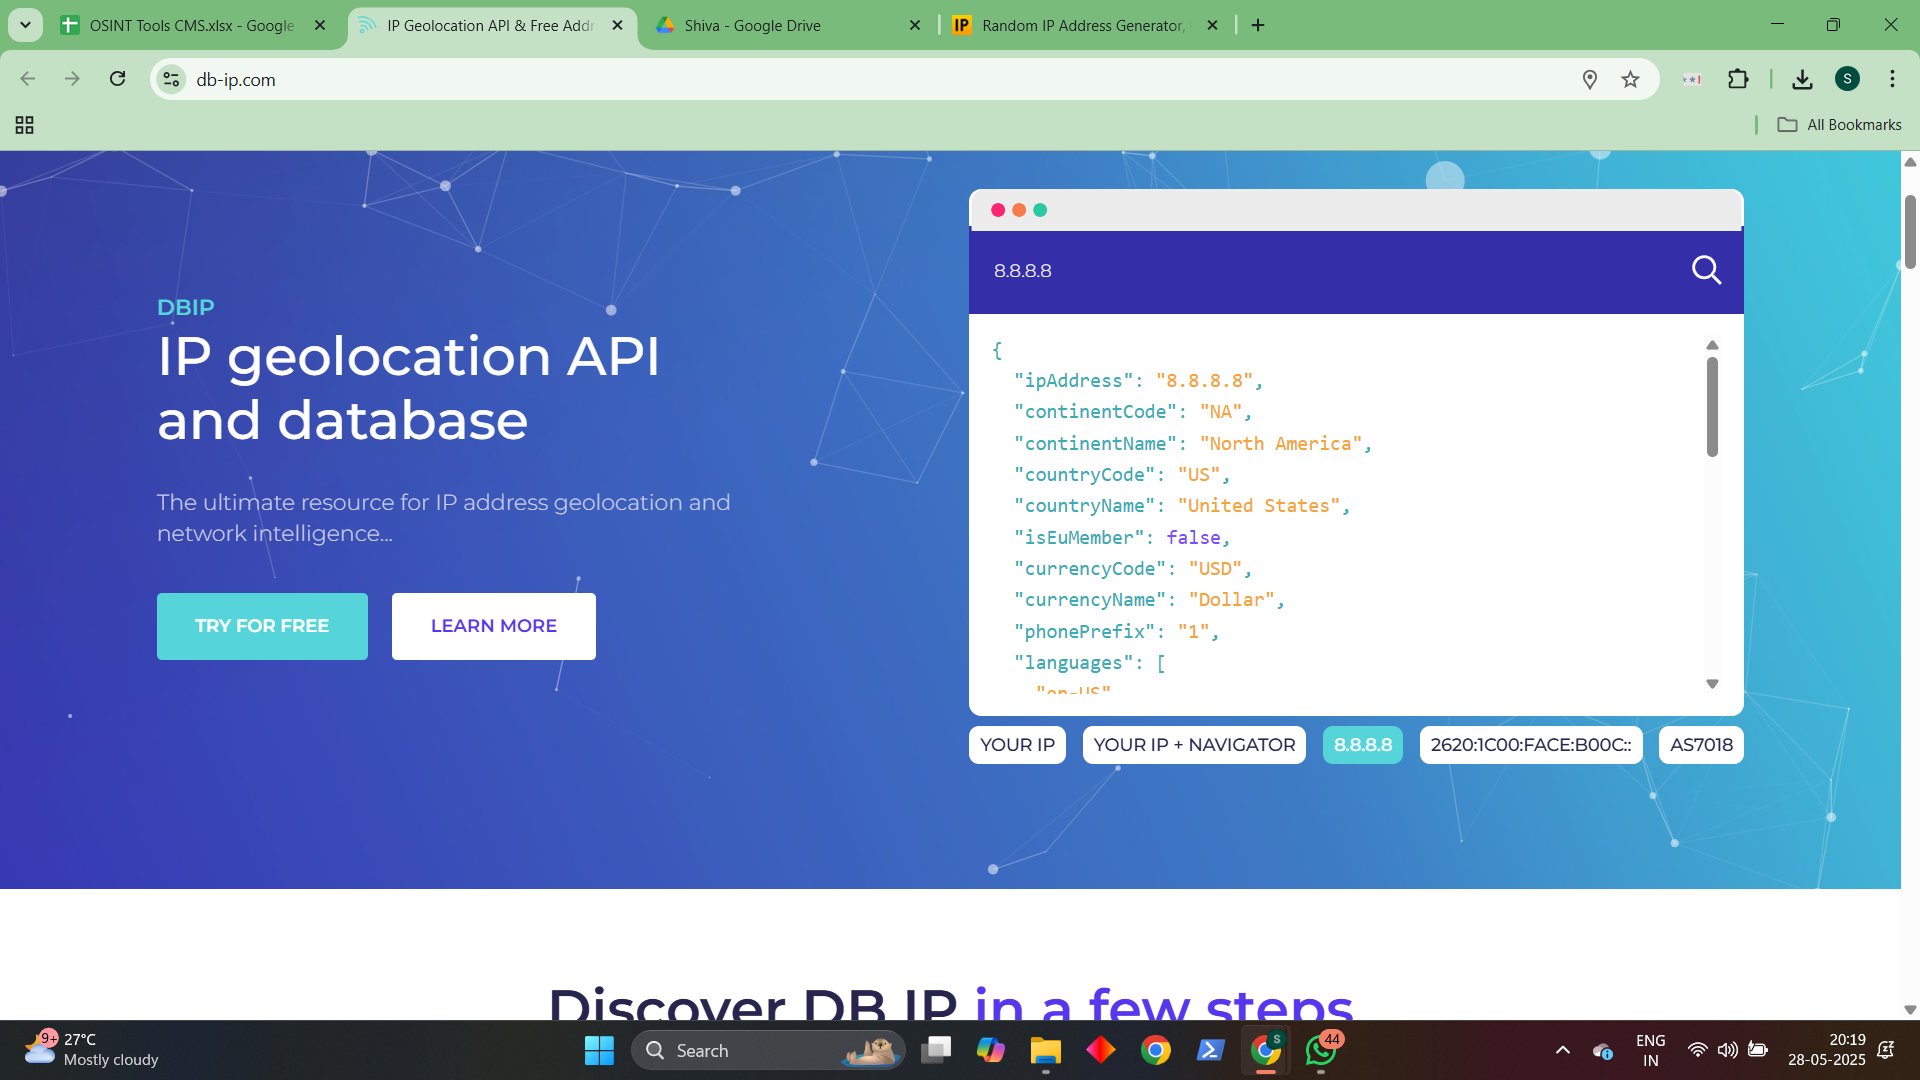 OSINT Tools CMS.xlsx - Google
IP Geolocation API & Free Addr
Shiva - Google Drive
IP
Random IP Address Generator,
db-ip.com
S
All Bookmarks
DBIP
IP geolocation API
and database
The ultimate resource for IP address geolocation and
network intelligence...
TRY FOR FREE
LEARN MORE
8.8.8.8
{
"ipAddress": "8.8.8.8",
"continentCode": "NA",
"continentName": "North America",
"countryCode": "US",
"countryName": "United States",
"isEuMember": false,
"currencyCode": "USD",
"currencyName": "Dollar",
"phonePrefix": "1",
"languages": [
"en-US"
YOUR IP
YOUR IP + NAVIGATOR
8.8.8.8
2620:1C00:FACE:B00C::
AS7018
Discover DB IP in a few steps
9+
27°C
Mostly cloudy
Search
S
44
ENG
IN
20:19
28-05-2025